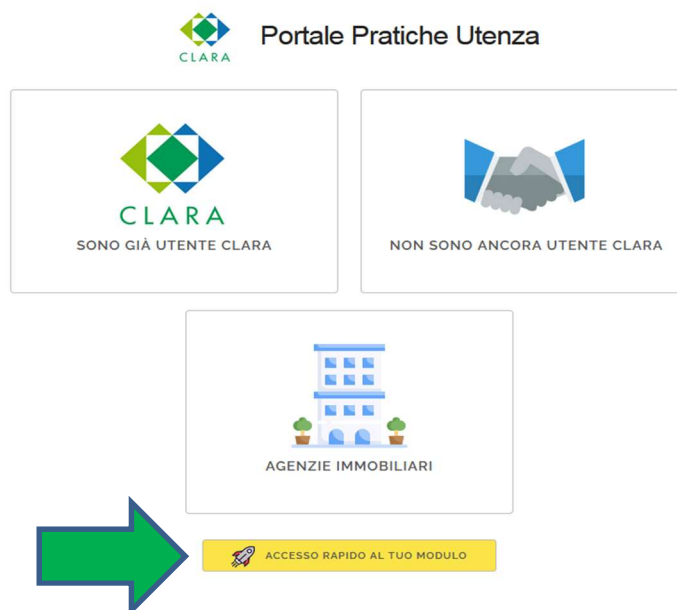 CLARA
Portale Pratiche Utenza
CLARA
SONO GIÀ UTENTE CLARA
NON SONO ANCORA UTENTE CLARA
AGENZIE IMMOBILIARI
ACCESSO RAPIDO AL TUO MODULO